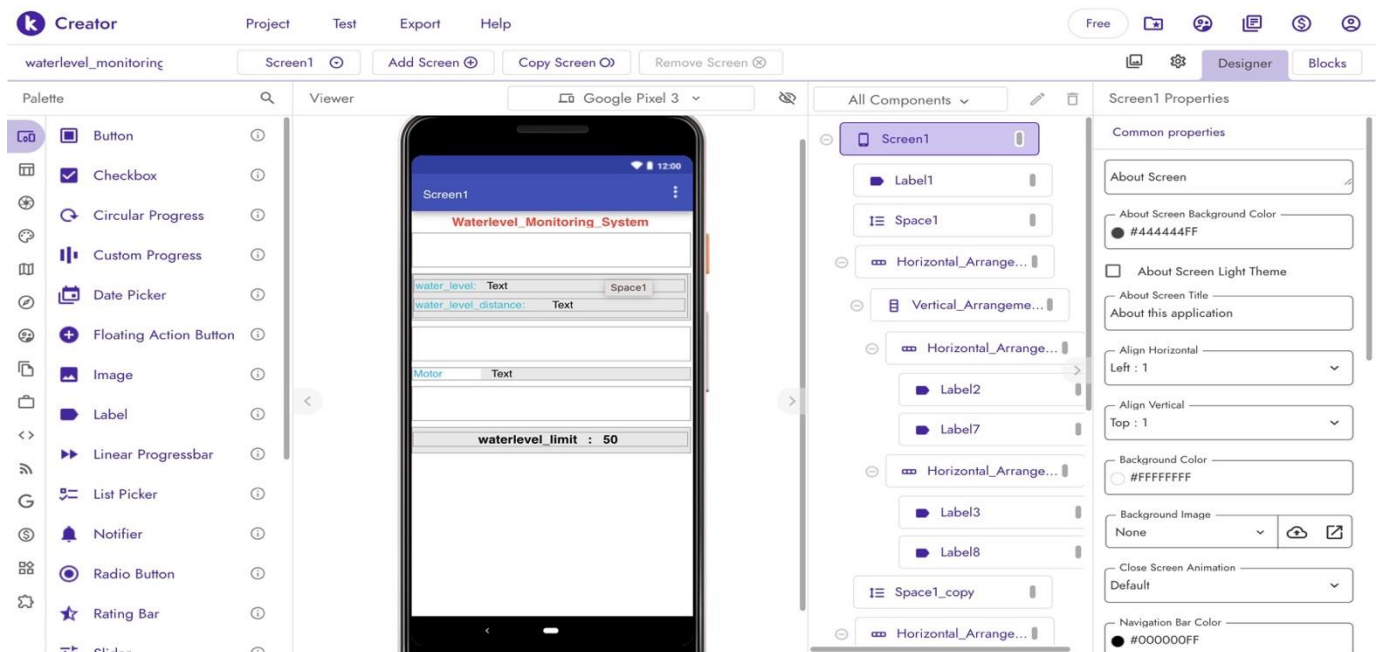 Creator
Project
Test
Export
Help
Free
waterlevel_monitoring
Screen1
Add Screen
Copy Screen
Remove Screen
Designer
Blocks
Palette
Viewer
Google Pixel 3
All Components
Screen1 Properties
Button
Checkbox
Circular Progress
Custom Progress
Date Picker
Floating Action Button
Image
Label
Linear Progressbar
List Picker
Notifier
Radio Button
Rating Bar
12:00
Screen1
Waterlevel_Monitoring_System
water_level: Text
Space1
water_level_distance: Text
Motor Text
waterlevel_limit : 50
Screen1
Label1
Space1
Horizontal_Arrange...
Vertical_Arrangeme...
Horizontal_Arrange...
Label2
Label7
Horizontal_Arrange...
Label3
Label8
Space1_copy
Horizontal_Arrange...
Common properties
About Screen
About Screen Background Color
#444444FF
About Screen Light Theme
About Screen Title
About this application
Align Horizontal
Left : 1
Align Vertical
Top : 1
Background Color
#FFFFFFFF
Background Image
None
Close Screen Animation
Default
Navigation Bar Color
#000000FF